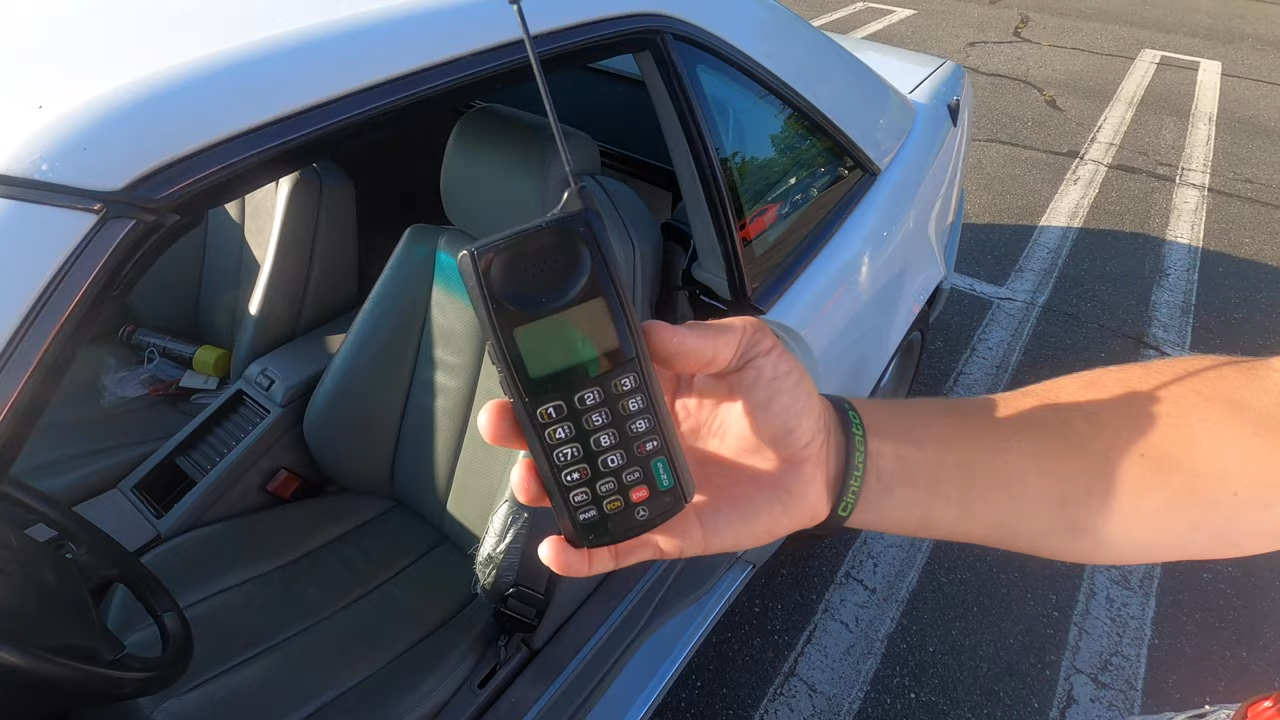 1 2 3
4 5 6
7 8 9
* 0 #
RCL STO CLR SEND
PWR FCN END
Cinturato